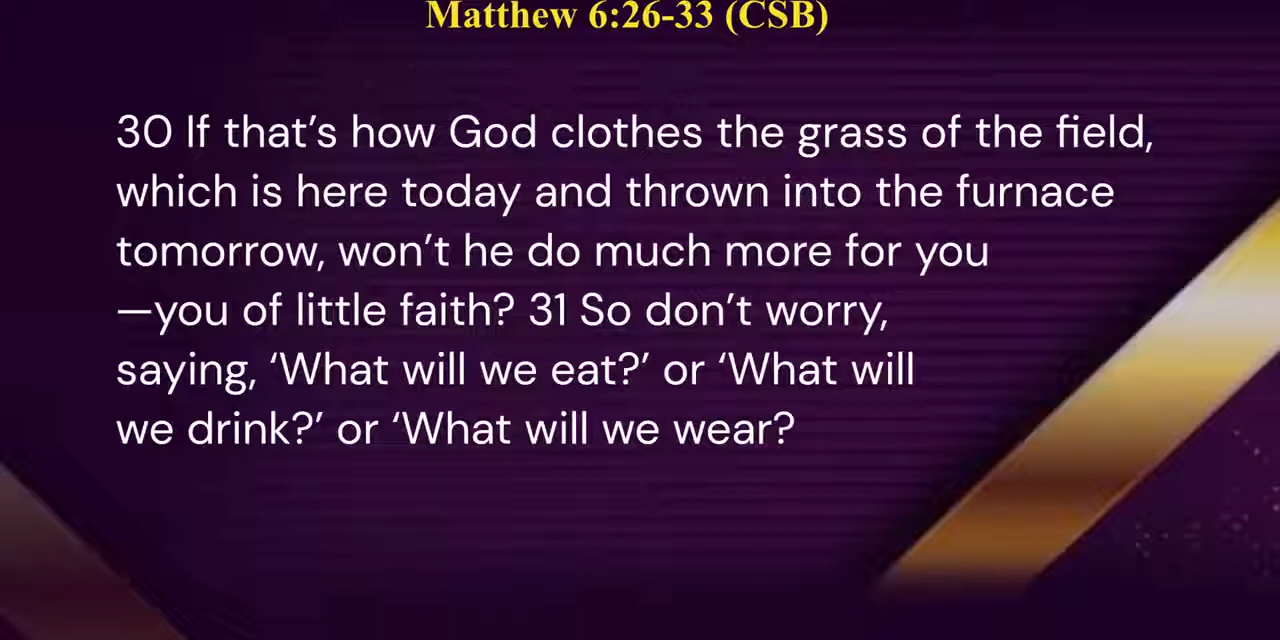 Matthew 6:26-33 (CSB)
30 If that’s how God clothes the grass of the field,
which is here today and thrown into the furnace
tomorrow, won’t he do much more for you
—you of little faith? 31 So don’t worry,
saying, ‘What will we eat?’ or ‘What will
we drink?’ or ‘What will we wear?